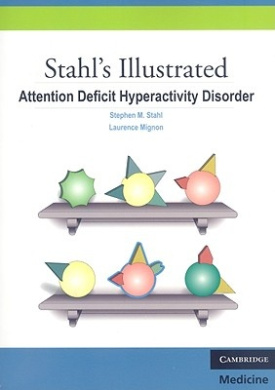 Stahl's Illustrated
Attention Deficit Hyperactivity Disorder
Stephen M. Stahl
Laurence Mignon
CAMBRIDGE
Medicine